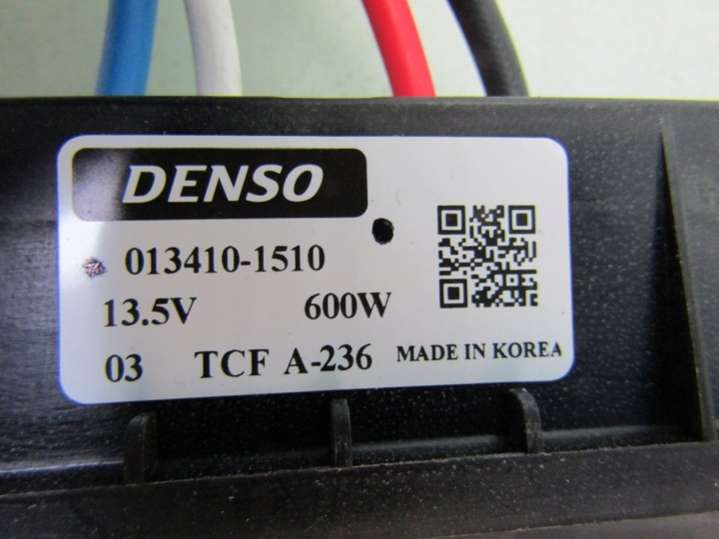 DENSO
013410-1510
13.5V 600W
03 TCF A-236 MADE IN KOREA